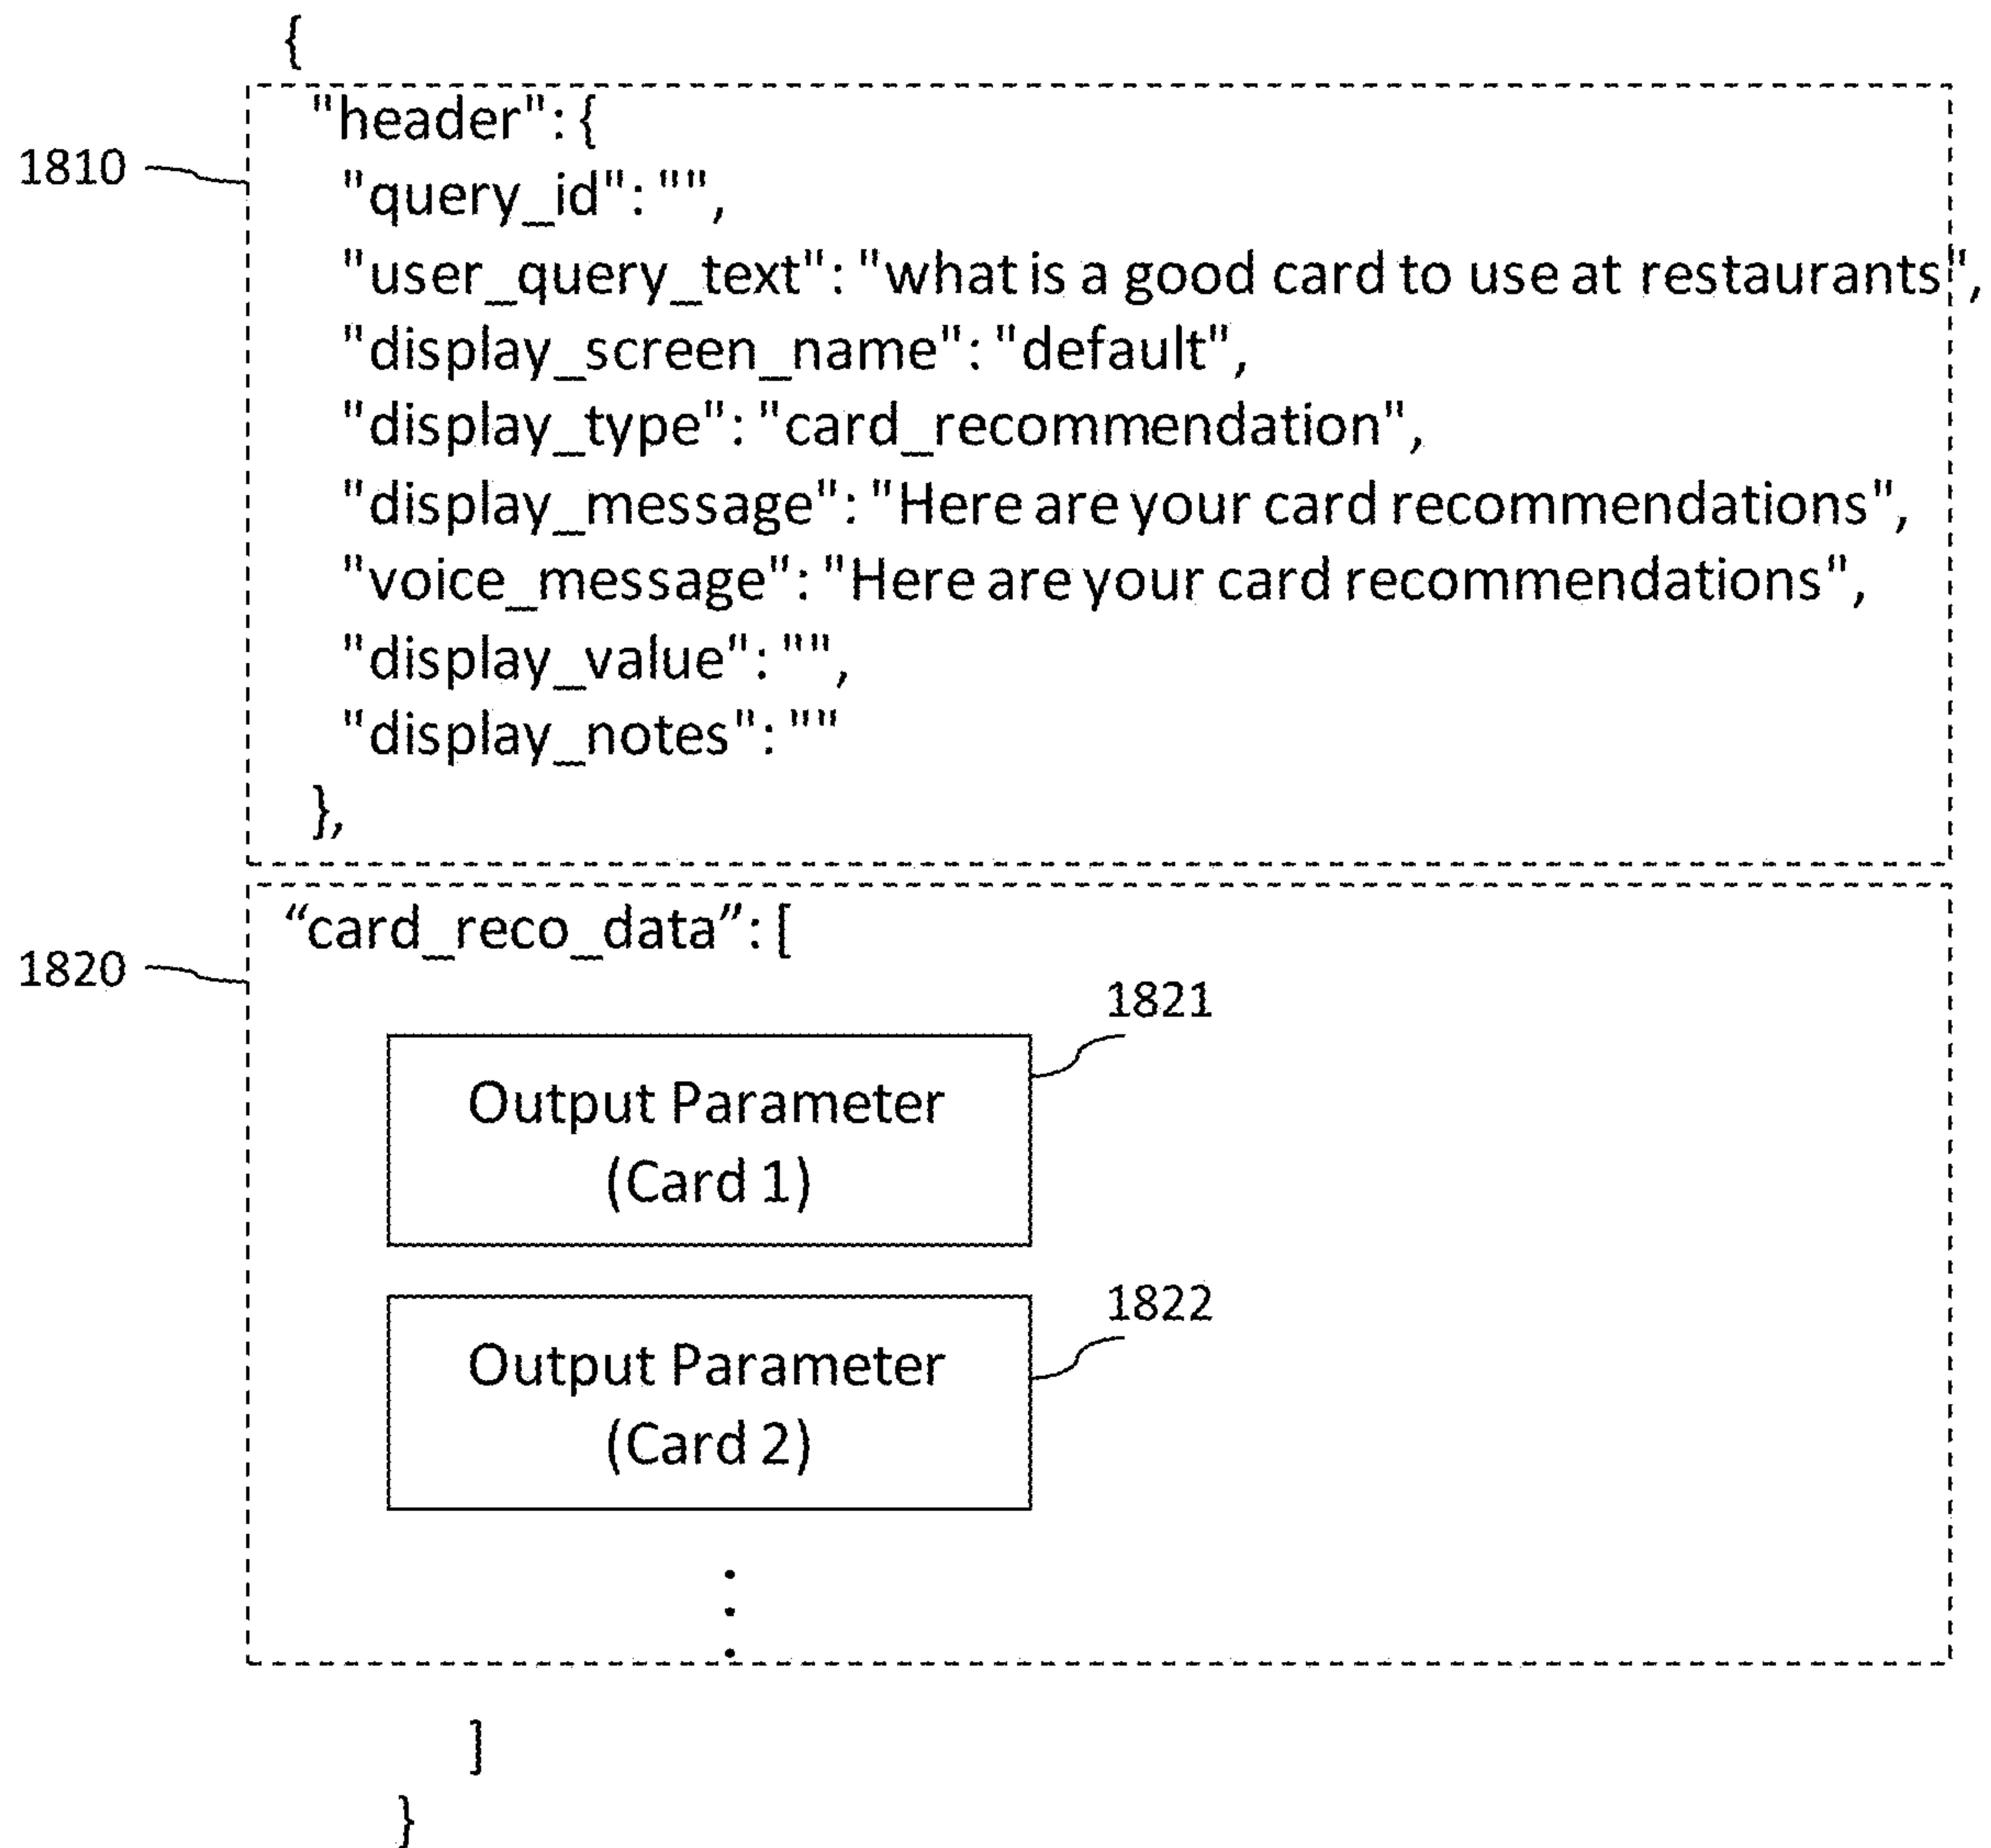 {
"header": {
1810
"query_id": "",
"user_query_text": "what is a good card to use at restaurants",
"display_screen_name": "default",
"display_type": "card_recommendation",
"display_message": "Here are your card recommendations",
"voice_message": "Here are your card recommendations",
"display_value": "",
"display_notes": ""
},
“card_reco_data”: [
1820
1821
Output Parameter
(Card 1)
1822
Output Parameter
(Card 2)
.
.
.
]
}